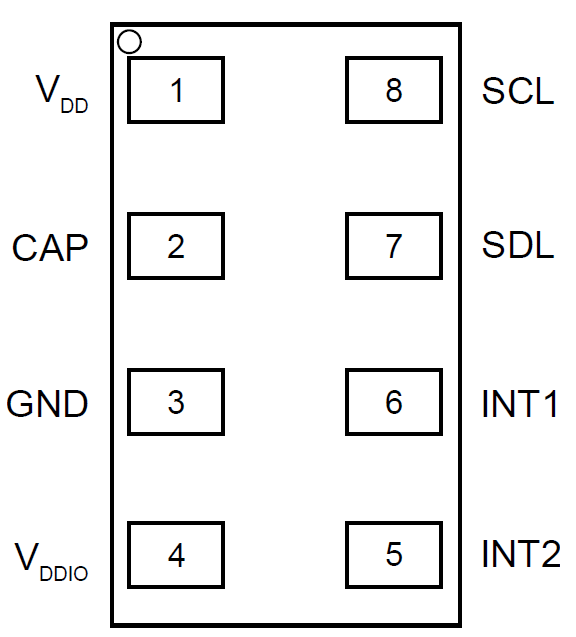 VDD 1 8 SCL
CAP 2 7 SDL
GND 3 6 INT1
VDDIO 4 5 INT2